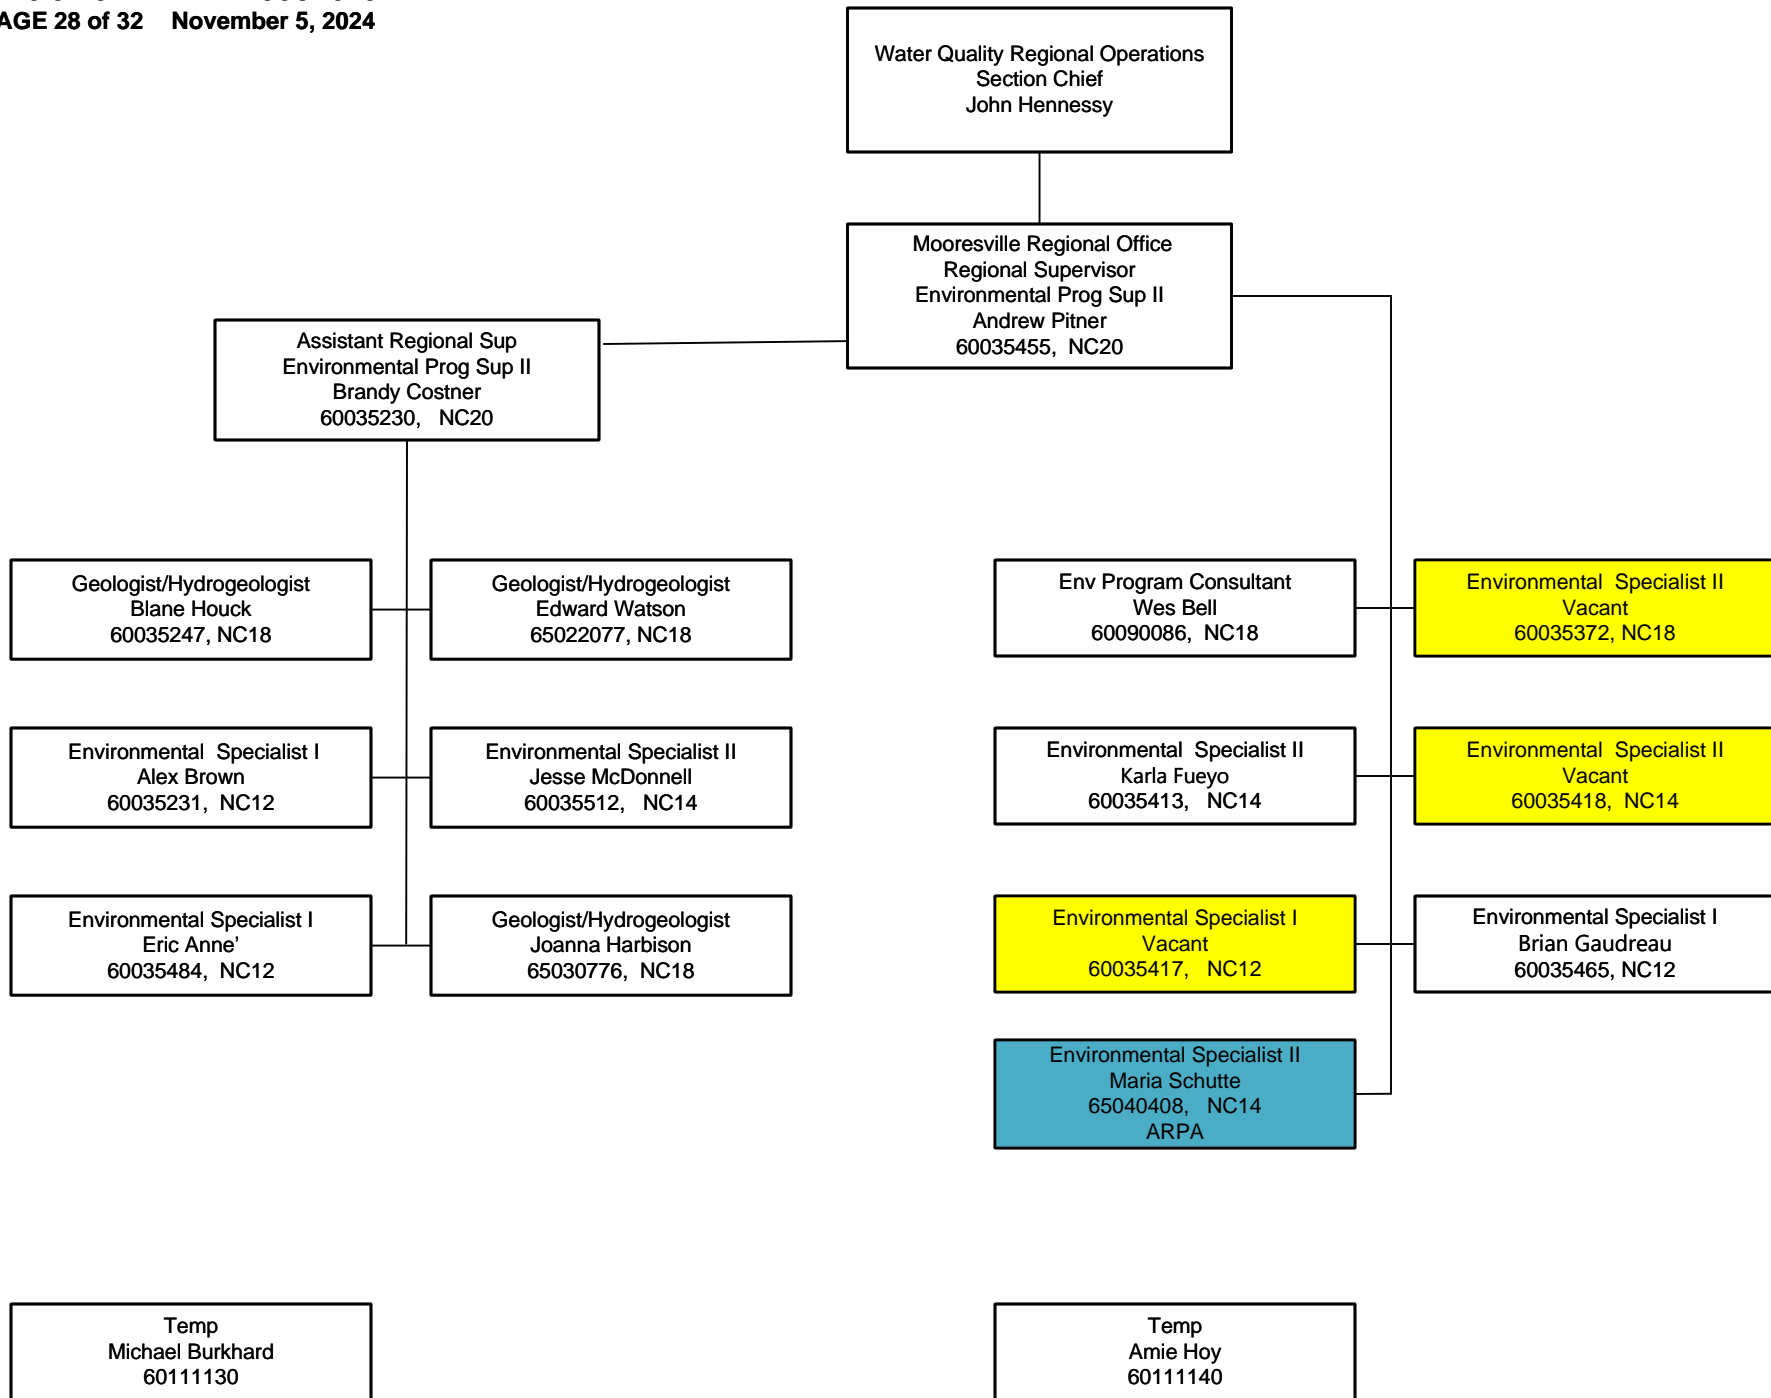 AGE 28 of 32 November 5, 2024
Water Quality Regional Operations
Section Chief
John Hennessy
Mooresville Regional Office
Regional Supervisor
Environmental Prog Sup II
Andrew Pitner
60035455, NC20
Assistant Regional Sup
Environmental Prog Sup II
Brandy Costner
60035230, NC20
Geologist/Hydrogeologist
Blane Houck
60035247, NC18
Geologist/Hydrogeologist
Edward Watson
65022077, NC18
Env Program Consultant
Wes Bell
60090086, NC18
Environmental Specialist II
Vacant
60035372, NC18
Environmental Specialist I
Alex Brown
60035231, NC12
Environmental Specialist II
Jesse McDonnell
60035512, NC14
Environmental Specialist II
Karla Fueyo
60035413, NC14
Environmental Specialist II
Vacant
60035418, NC14
Environmental Specialist I
Eric Anne’
60035484, NC12
Geologist/Hydrogeologist
Joanna Harbison
65030776, NC18
Environmental Specialist I
Vacant
60035417, NC12
Environmental Specialist I
Brian Gaudreau
60035465, NC12
Environmental Specialist II
Maria Schutte
65040408, NC14
ARPA
Temp
Michael Burkhard
60111130
Temp
Amie Hoy
60111140